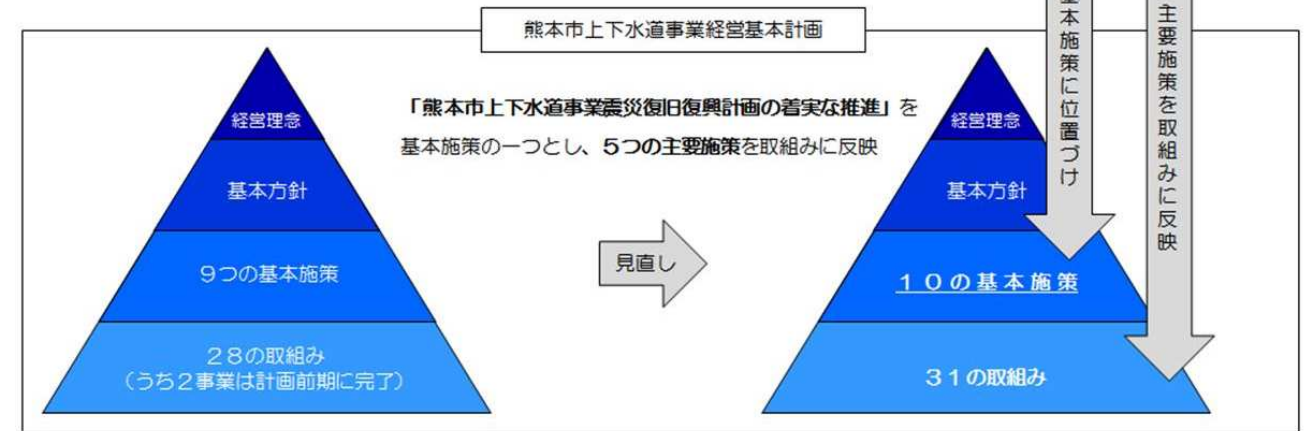 熊本市上下水道事業経営基本計画
経営理念
基本方針
９つの基本施策
２８の取組み
（うち２事業は計画前期に完了）
「熊本市上下水道事業震災復旧復興計画の着実な推進」を
基本施策の一つとし、５つの主要施策を取組みに反映
見直し
経営理念
基本方針
１０の基本施策
３１の取組み
本施策に位置づけ
主要施策を取組みに反映